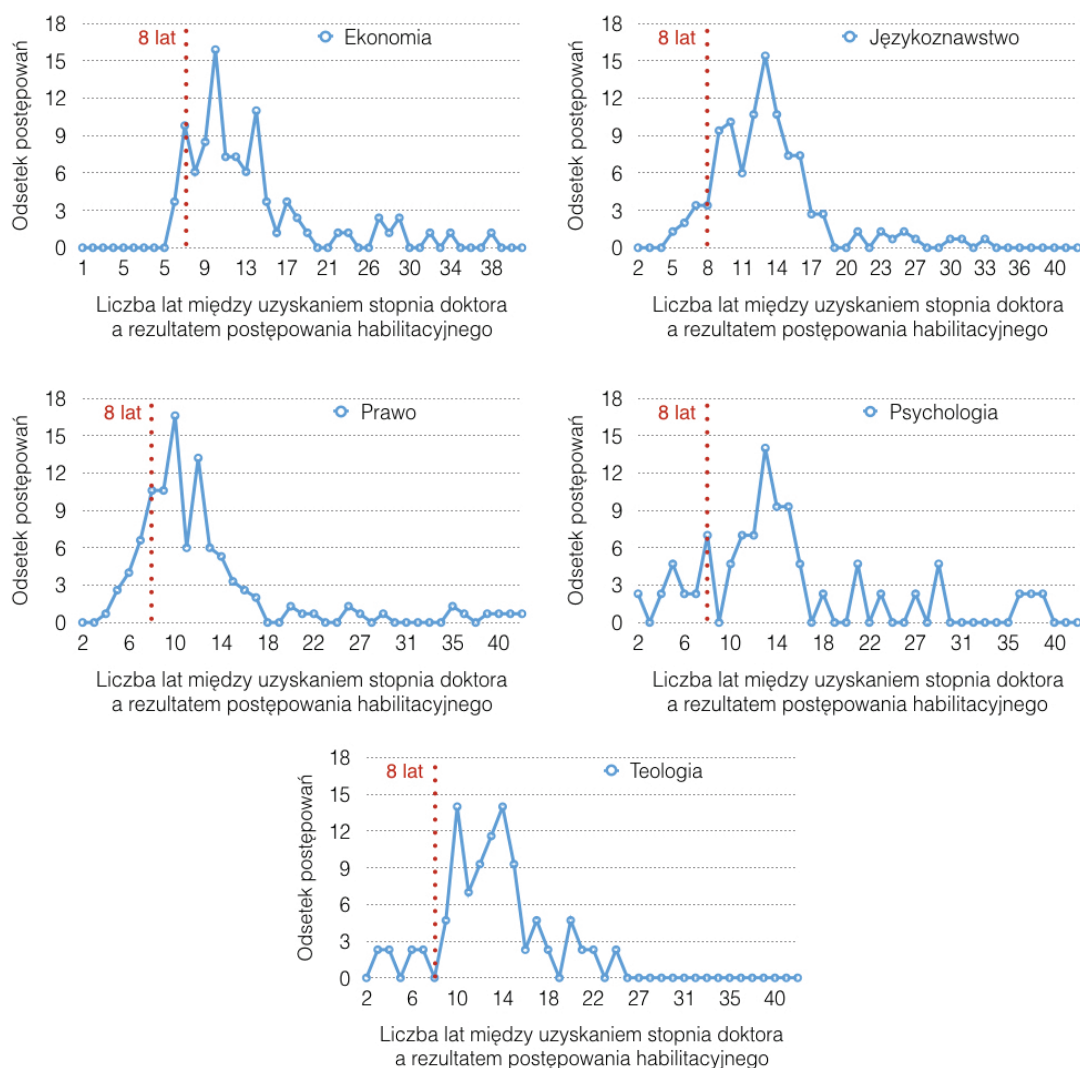 18
15
12
9
6
3
0
Odsetek postępowań
8 lat
Ekonomia
1 5 5 9 13 17 21 26 30 34 38
Liczba lat między uzyskaniem stopnia doktora
a rezultatem postępowania habilitacyjnego
18
15
12
9
6
3
0
Odsetek postępowań
8 lat
Językoznawstwo
2 5 8 11 14 17 20 23 27 30 33 36 40
Liczba lat między uzyskaniem stopnia doktora
a rezultatem postępowania habilitacyjnego
18
15
12
9
6
3
0
Odsetek postępowań
8 lat
Prawo
2 6 10 14 18 22 27 31 35 40
Liczba lat między uzyskaniem stopnia doktora
a rezultatem postępowania habilitacyjnego
18
15
12
9
6
3
0
Odsetek postępowań
8 lat
Psychologia
2 6 10 14 18 22 27 31 35 40
Liczba lat między uzyskaniem stopnia doktora
a rezultatem postępowania habilitacyjnego
18
15
12
9
6
3
0
Odsetek postępowań
8 lat
Teologia
2 6 10 14 18 22 27 31 35 40
Liczba lat między uzyskaniem stopnia doktora
a rezultatem postępowania habilitacyjnego